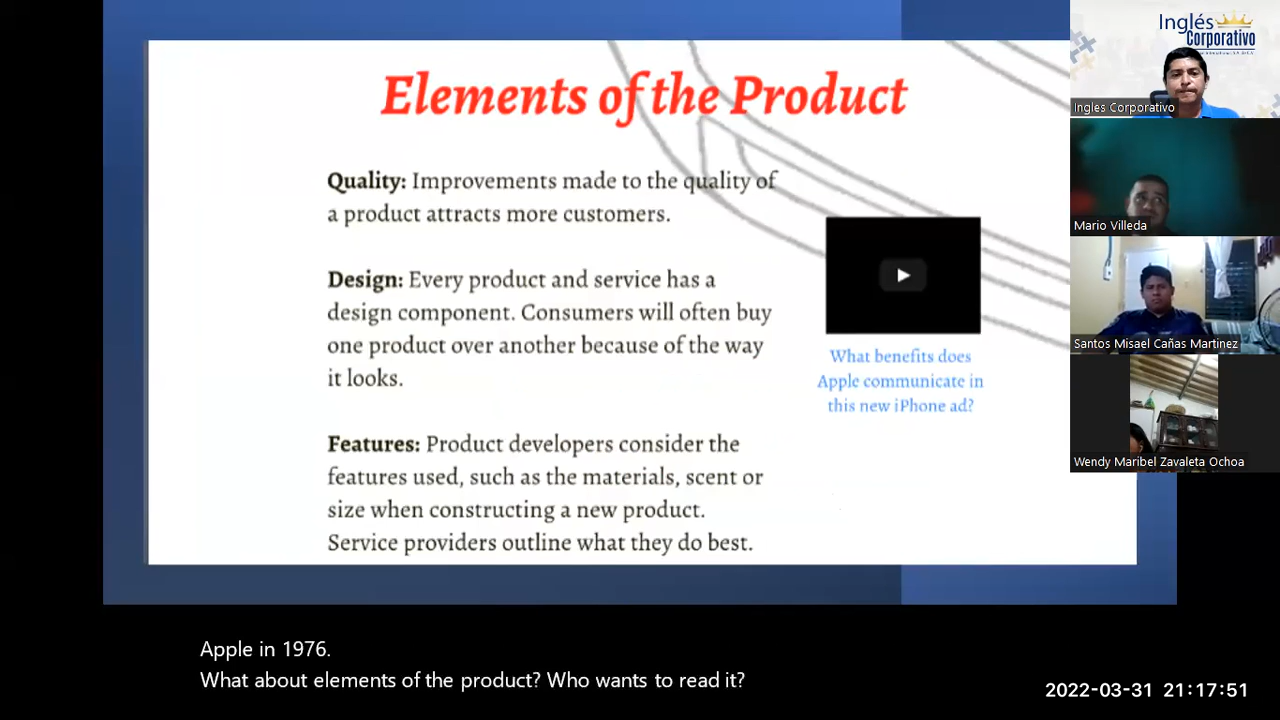 Elements of the Product
Quality: Improvements made to the quality of
a product attracts more customers.
Design: Every product and service has a
design component. Consumers will often buy
one product over another because of the way
it looks.
Features: Product developers consider the
features used, such as the materials, scent or
size when constructing a new product.
Service providers outline what they do best.
What benefits does
Apple communicate in
this new iPhone ad?
Inglés
Corporativo
Ingles Corporativo
Mario Villeda
Santos Misael Cañas Martinez
Wendy Maribel Zavaleta Ochoa
Apple in 1976.
What about elements of the product? Who wants to read it?
2022-03-31 21:17:51